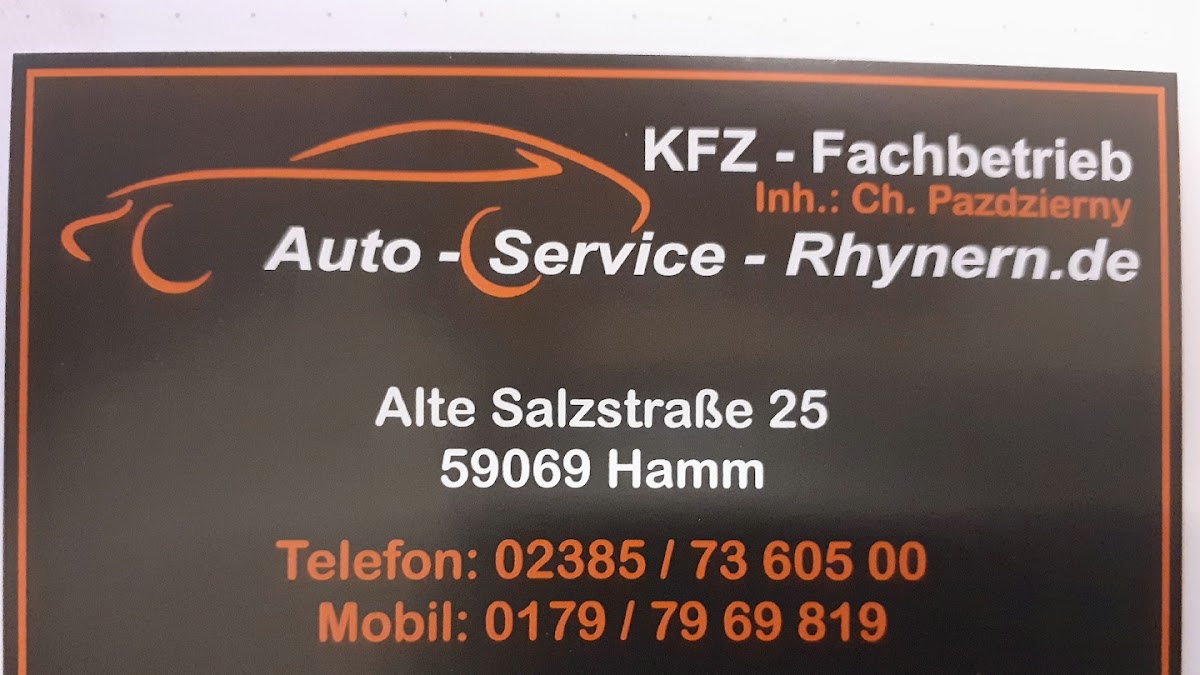 KFZ - Fachbetrieb
Inh.: Ch. Pazdzierny
Auto - Service - Rhynern.de
Alte Salzstraße 25
59069 Hamm
Telefon: 02385 / 73 605 00
Mobil: 0179 / 79 69 819